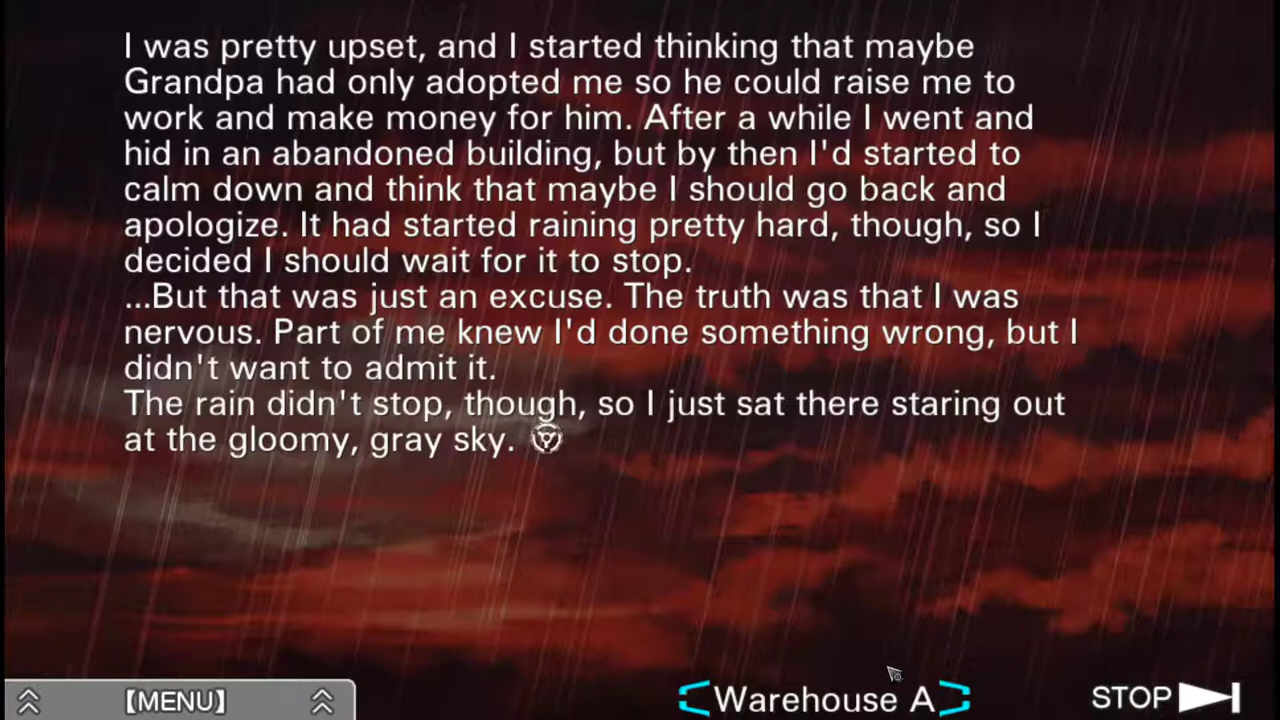 I was pretty upset, and I started thinking that maybe
Grandpa had only adopted me so he could raise me to
work and make money for him. After a while I went and
hid in an abandoned building, but by then I'd started to
calm down and think that maybe I should go back and
apologize. It had started raining pretty hard, though, so I
decided I should wait for it to stop.
...But that was just an excuse. The truth was that I was
nervous. Part of me knew I'd done something wrong, but I
didn't want to admit it.
The rain didn't stop, though, so I just sat there staring out
at the gloomy, gray sky.
【MENU】 Warehouse A STOP